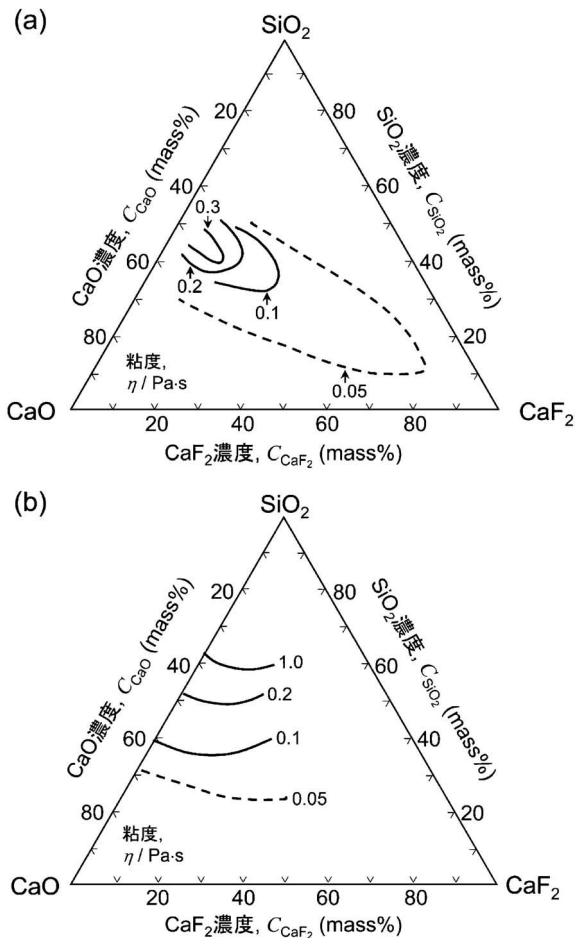 (a)
SiO2
20
80
CaO濃度, CCaO (mass%)
SiO2濃度, CSiO2 (mass%)
40
60
0.3
60
40
0.2
0.1
80
20
粘度,
η / Pa·s
0.05
CaO
CaF2
20
40
60
80
CaF2濃度, CCaF2 (mass%)
(b)
SiO2
20
80
CaO濃度, CCaO (mass%)
SiO2濃度, CSiO2 (mass%)
40
1.0
60
0.2
60
0.1
40
0.05
80
20
粘度,
η / Pa·s
CaO
CaF2
20
40
60
80
CaF2濃度, CCaF2 (mass%)